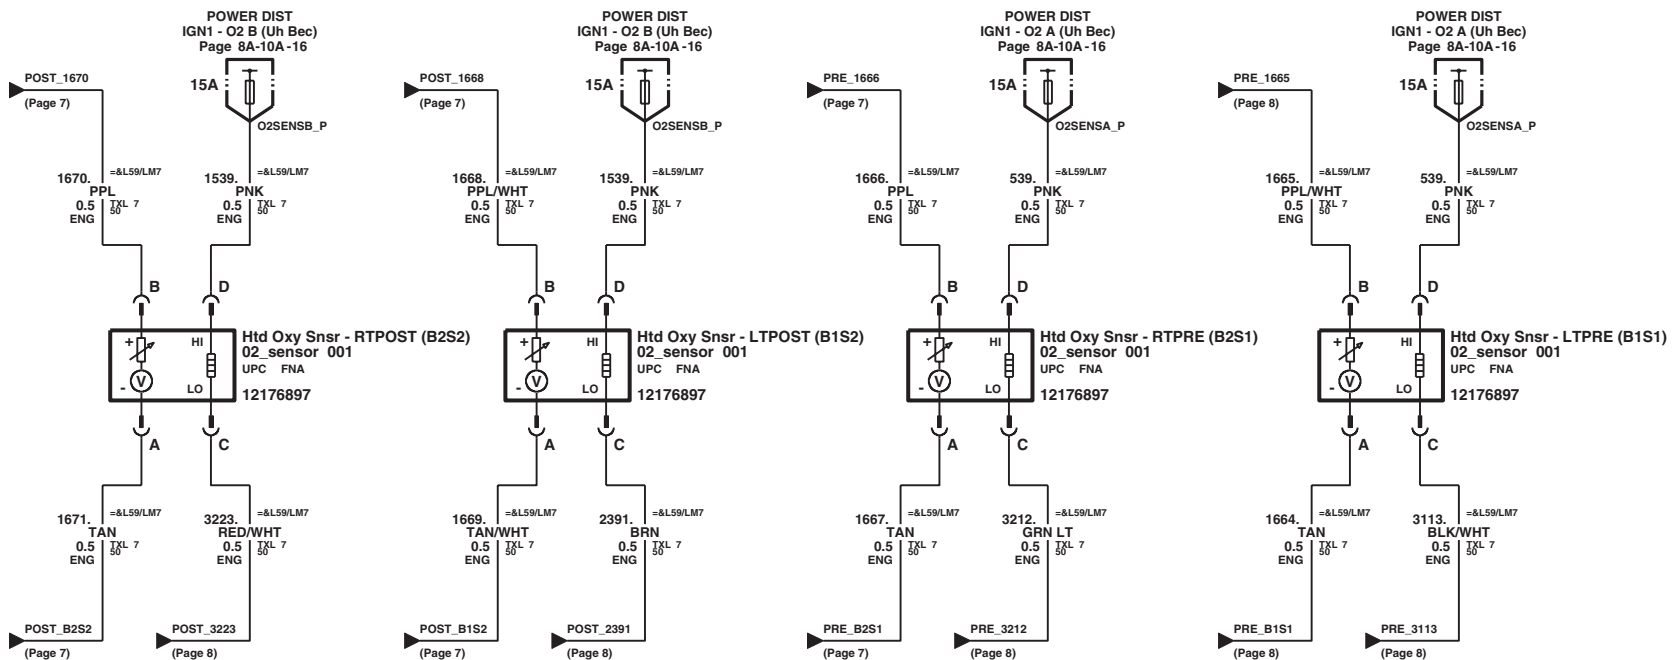 POWER DIST
IGN1 - O2 B (Uh Bec)
Page 8A-10A-16
POST_1670
(Page 7)
15A
O2SENSB_P
1670.
=&L59/LM7
PPL
0.5
TXL 7
50
ENG
1539.
=&L59/LM7
PNK
0.5
TXL 7
50
ENG
B
D
+
-
V
HI
LO
Htd Oxy Snsr - RTPOST (B2S2)
02_sensor 001
UPC FNA
12176897
A
C
1671.
=&L59/LM7
TAN
0.5
TXL 7
50
ENG
3223.
=&L59/LM7
RED/WHT
0.5
TXL 7
50
ENG
POST_B2S2
(Page 7)
POST_3223
(Page 8)
POWER DIST
IGN1 - O2 B (Uh Bec)
Page 8A-10A-16
POST_1668
(Page 7)
15A
O2SENSB_P
1668.
=&L59/LM7
PPL/WHT
0.5
TXL 7
50
ENG
1539.
=&L59/LM7
PNK
0.5
TXL 7
50
ENG
B
D
+
-
V
HI
LO
Htd Oxy Snsr - LTPOST (B1S2)
02_sensor 001
UPC FNA
12176897
A
C
1669.
=&L59/LM7
TAN/WHT
0.5
TXL 7
50
ENG
2391.
=&L59/LM7
BRN
0.5
TXL 7
50
ENG
POST_B1S2
(Page 7)
POST_2391
(Page 8)
POWER DIST
IGN1 - O2 A (Uh Bec)
Page 8A-10A-16
PRE_1666
(Page 7)
15A
O2SENSA_P
1666.
=&L59/LM7
PPL
0.5
TXL 7
50
ENG
539.
=&L59/LM7
PNK
0.5
TXL 7
50
ENG
B
D
+
-
V
HI
LO
Htd Oxy Snsr - RTPRE (B2S1)
02_sensor 001
UPC FNA
12176897
A
C
1667.
=&L59/LM7
TAN
0.5
TXL 7
50
ENG
3212.
=&L59/LM7
GRN LT
0.5
TXL 7
50
ENG
PRE_B2S1
(Page 7)
PRE_3212
(Page 8)
POWER DIST
IGN1 - O2 A (Uh Bec)
Page 8A-10A-16
PRE_1665
(Page 8)
15A
O2SENSA_P
1665.
=&L59/LM7
PPL/WHT
0.5
TXL 7
50
ENG
539.
=&L59/LM7
PNK
0.5
TXL 7
50
ENG
B
D
+
-
V
HI
LO
Htd Oxy Snsr - LTPRE (B1S1)
02_sensor 001
UPC FNA
12176897
A
C
1664.
=&L59/LM7
TAN
0.5
TXL 7
50
ENG
3113.
=&L59/LM7
BLK/WHT
0.5
TXL 7
50
ENG
PRE_B1S1
(Page 8)
PRE_3113
(Page 8)